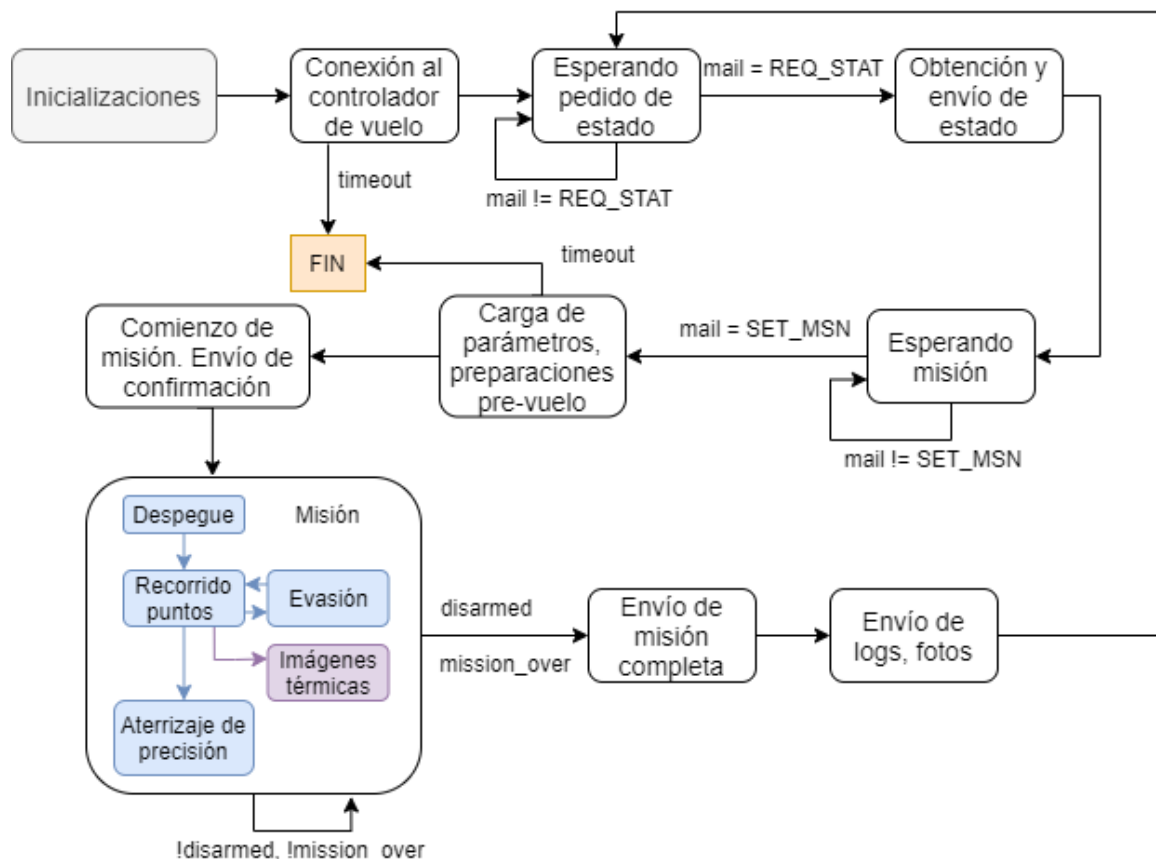 Inicializaciones
Conexión al
controlador
de vuelo
Esperando
pedido de
estado
mail = REQ_STAT
Obtención y
envío de
estado
timeout
mail != REQ_STAT
FIN
timeout
Comienzo de
misión. Envío de
confirmación
Carga de
parámetros,
preparaciones
pre-vuelo
mail = SET_MSN
Esperando
misión
mail != SET_MSN
Despegue
Misión
Recorrido
puntos
Evasión
Imágenes
térmicas
Aterrizaje de
precisión
disarmed
mission_over
Envío de
misión
completa
Envío de
logs, fotos
!disarmed, !mission_over